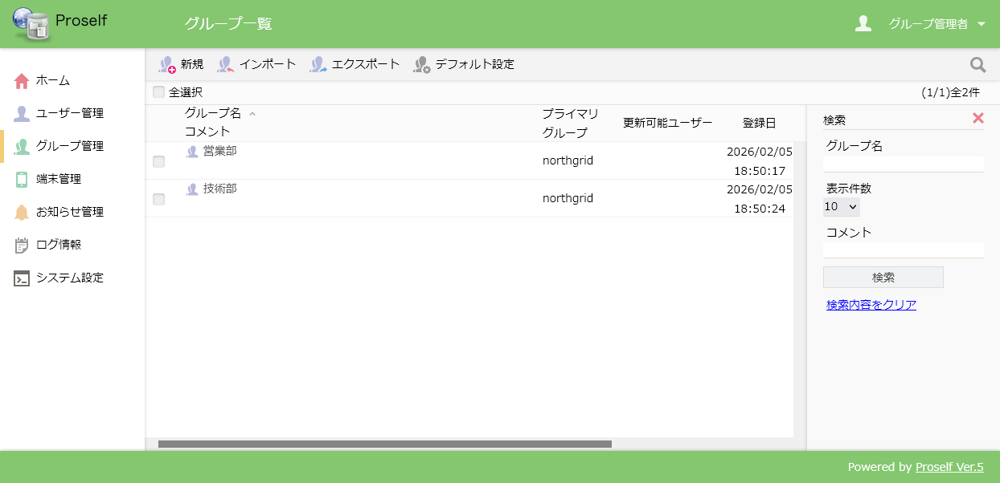 Proself
グループ一覧
グループ管理者
ホーム
ユーザー管理
グループ管理
端末管理
お知らせ管理
ログ情報
システム設定
新規 インポート エクスポート デフォルト設定
全選択
(1/1)全2件
グループ名
コメント
プライマリ
グループ
更新可能ユーザー
登録日
営業部
northgrid
2026/02/05
18:50:17
技術部
northgrid
2026/02/05
18:50:24
検索
グループ名
表示件数
10
コメント
検索
検索内容をクリア
Powered by Proself Ver.5